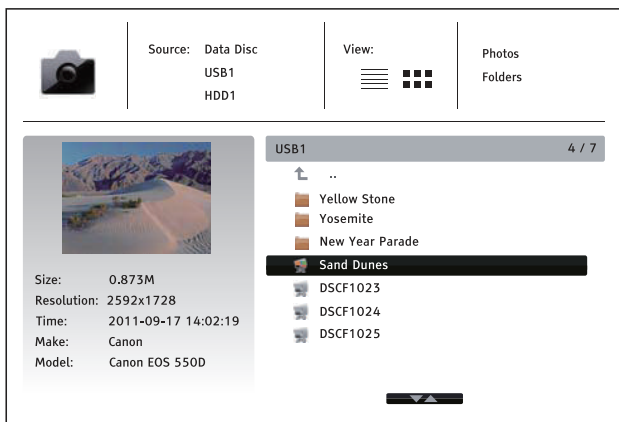 Source: Data Disc
USB1
HDD1
View:
Photos
Folders
Size: 0.873M
Resolution: 2592x1728
Time: 2011-09-17 14:02:19
Make: Canon
Model: Canon EOS 550D
USB1 4 / 7
..
Yellow Stone
Yosemite
New Year Parade
Sand Dunes
DSCF1023
DSCF1024
DSCF1025